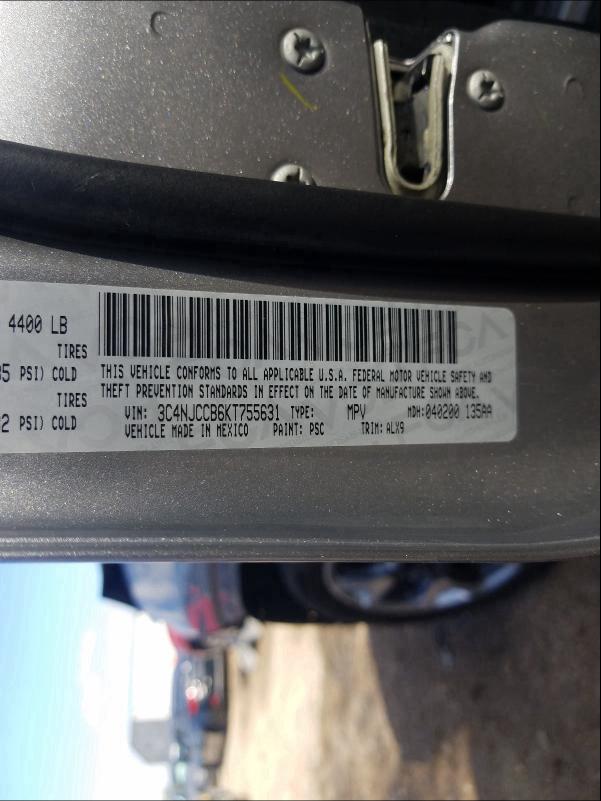 4400 LB
TIRES
35 PSI) COLD
TIRES
2 PSI) COLD
THIS VEHICLE CONFORMS TO ALL APPLICABLE U.S.A. FEDERAL MOTOR VEHICLE SAFETY AND
THEFT PREVENTION STANDARDS IN EFFECT ON THE DATE OF MANUFACTURE SHOWN ABOVE.
VIN: 3C4NJCCB6KT755631 TYPE: MPV MDH: 040200 135AA
VEHICLE MADE IN MEXICO PAINT: PSC TRIM: ALX9